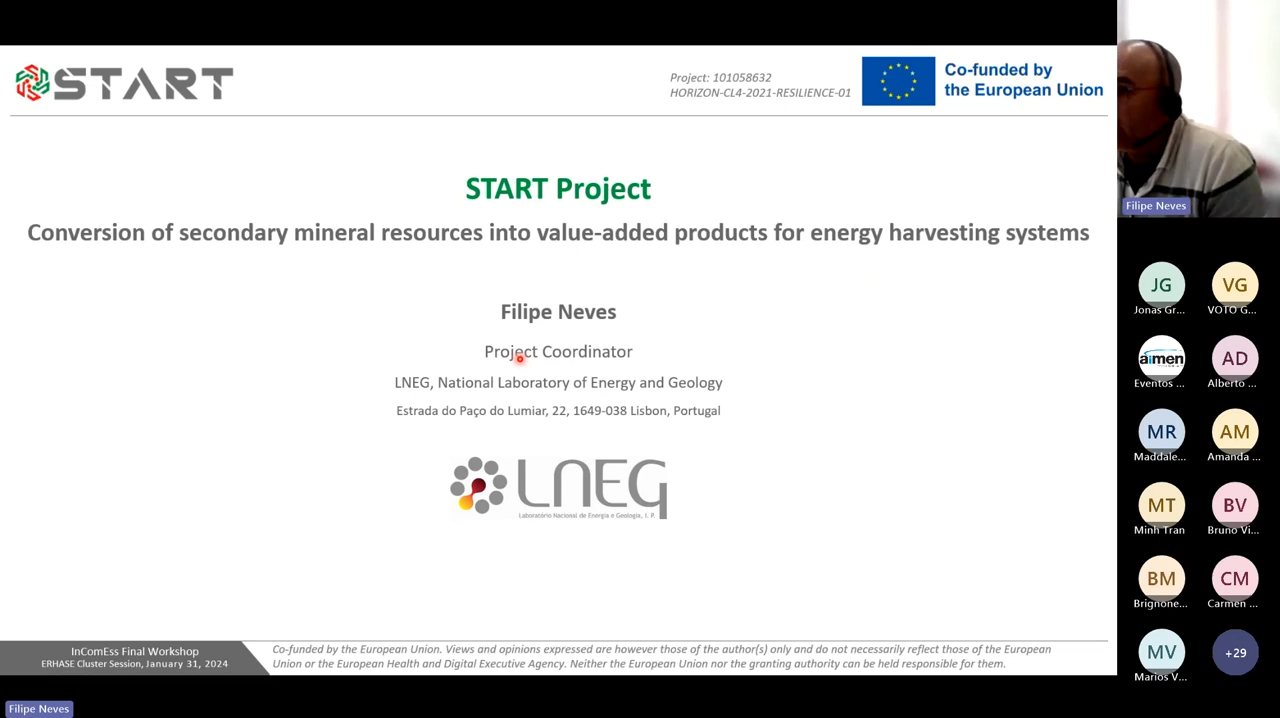 START
Project: 101058632
HORIZON-CL4-2021-RESILIENCE-01
Co-funded by
the European Union
START Project
Conversion of secondary mineral resources into value-added products for energy harvesting systems
Filipe Neves
Project Coordinator
LNEG, National Laboratory of Energy and Geology
Estrada do Paço do Lumiar, 22, 1649-038 Lisbon, Portugal
LNEG
Laboratório Nacional de Energia e Geologia, I. P.
InComEss Final Workshop
ERHASE Cluster Session, January 31, 2024
Co-funded by the European Union. Views and opinions expressed are however those of the author(s) only and do not necessarily reflect those of the European
Union or the European Health and Digital Executive Agency. Neither the European Union nor the granting authority can be held responsible for them.
Filipe Neves
Filipe Neves
JG
Jonas Gr...
VG
VOTO G...
aimen
Eventos ...
AD
Alberto ...
MR
Maddale...
AM
Amanda ...
MT
Minh Tran
BV
Bruno Vi...
BM
Brignone...
CM
Carmen ...
MV
Marios V...
+29